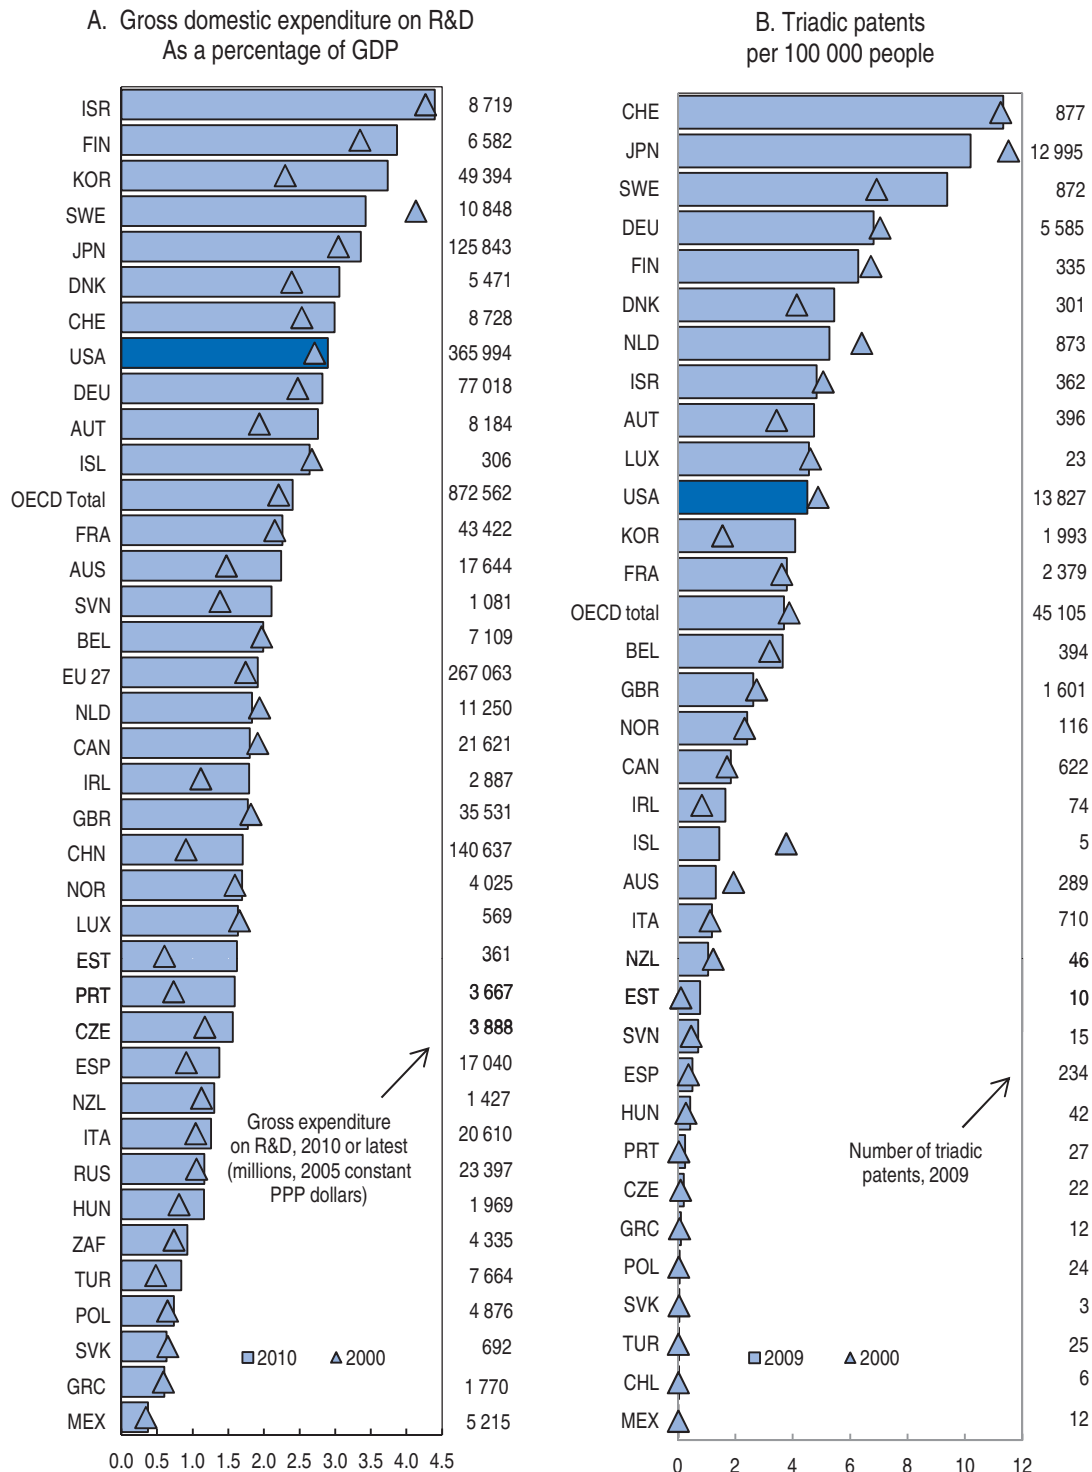 A. Gross domestic expenditure on R&D
As a percentage of GDP
ISR 8 719
FIN 6 582
KOR 49 394
SWE 10 848
JPN 125 843
DNK 5 471
CHE 8 728
USA 365 994
DEU 77 018
AUT 8 184
ISL 306
OECD Total 872 562
FRA 43 422
AUS 17 644
SVN 1 081
BEL 7 109
EU 27 267 063
NLD 11 250
CAN 21 621
IRL 2 887
GBR 35 531
CHN 140 637
NOR 4 025
LUX 569
EST 361
PRT 3 667
CZE 3 888
ESP 17 040
NZL 1 427
ITA 20 610
RUS 23 397
HUN 1 969
ZAF 4 335
TUR 7 664
POL 4 876
SVK 692
GRC 1 770
MEX 5 215
Gross expenditure
on R&D, 2010 or latest
(millions, 2005 constant
PPP dollars)
2010 2000
0.0 0.5 1.0 1.5 2.0 2.5 3.0 3.5 4.0 4.5
B. Triadic patents
per 100 000 people
CHE 877
JPN 12 995
SWE 872
DEU 5 585
FIN 335
DNK 301
NLD 873
ISR 362
AUT 396
LUX 23
USA 13 827
KOR 1 993
FRA 2 379
OECD total 45 105
BEL 394
GBR 1 601
NOR 116
CAN 622
IRL 74
ISL 5
AUS 289
ITA 710
NZL 46
EST 10
SVN 15
ESP 234
HUN 42
PRT 27
CZE 22
GRC 12
POL 24
SVK 3
TUR 25
CHL 6
MEX 12
Number of triadic
patents, 2009
2009 2000
0 2 4 6 8 10 12